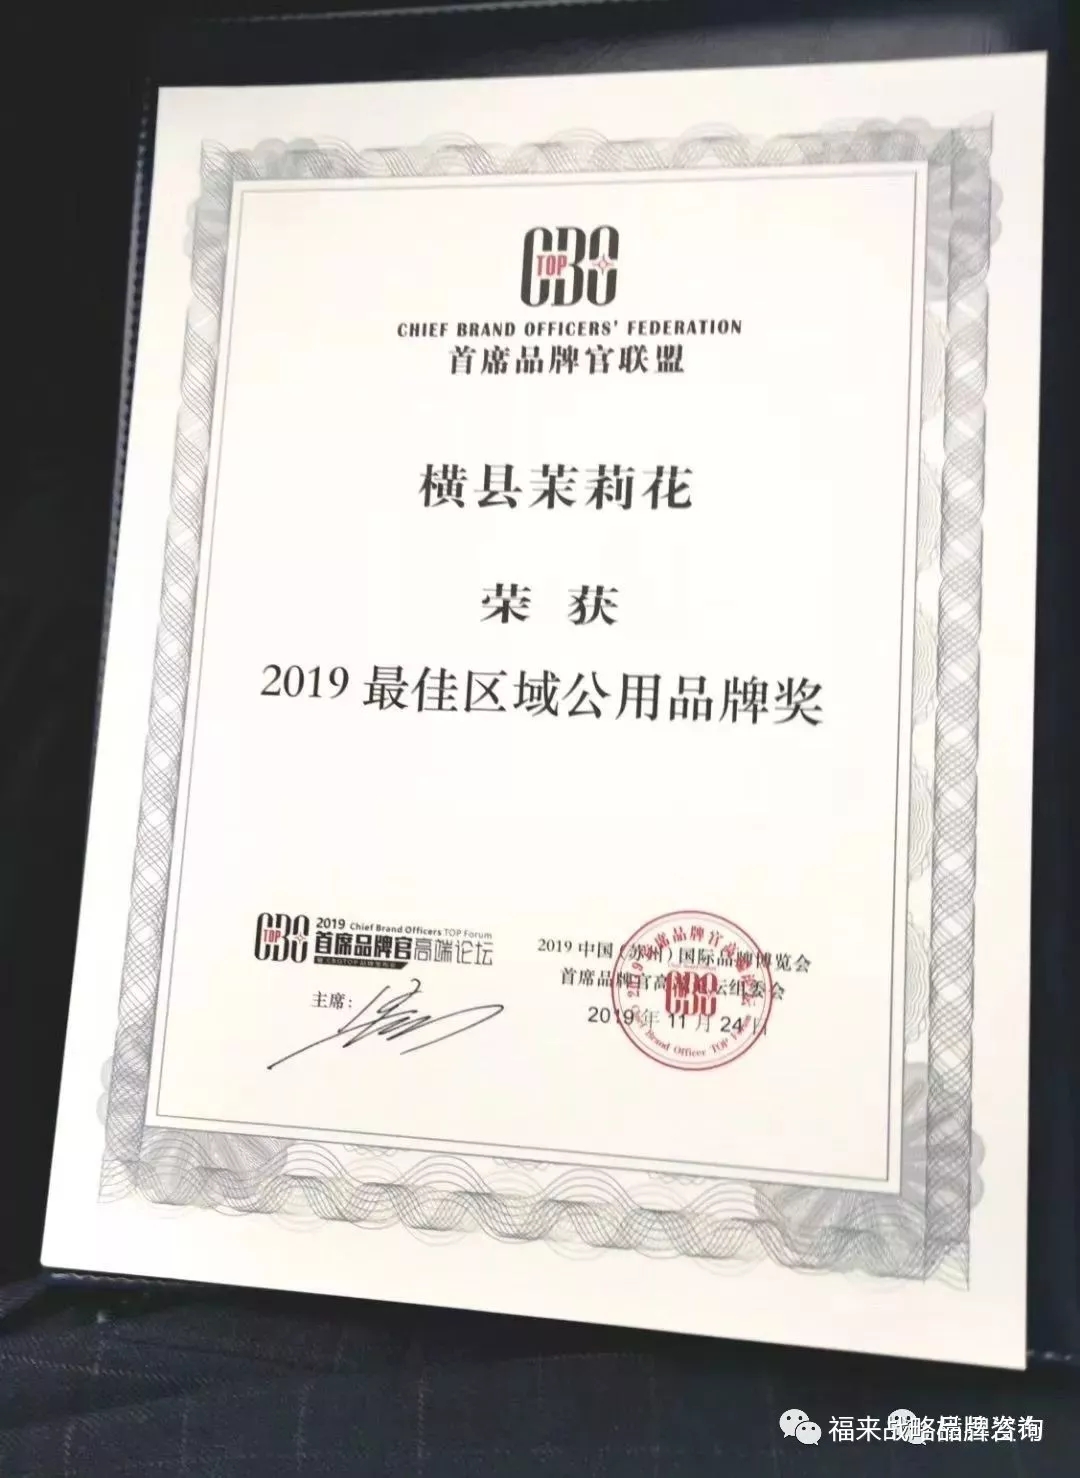 CBO
TOP
CHIEF BRAND OFFICERS' FEDERATION
首席品牌官联盟
横县茉莉花
荣 获
2019 最佳区域公用品牌奖
CBO
TOP
2019 Chief Brand Officers TOP Forum
首席品牌官高端论坛
主席:
2019 中国(苏州)国际品牌博览会
首席品牌官高端论坛组委会
2019 年 11 月 24 日
CBO
Brand Officer TOP
福来战略品牌咨询